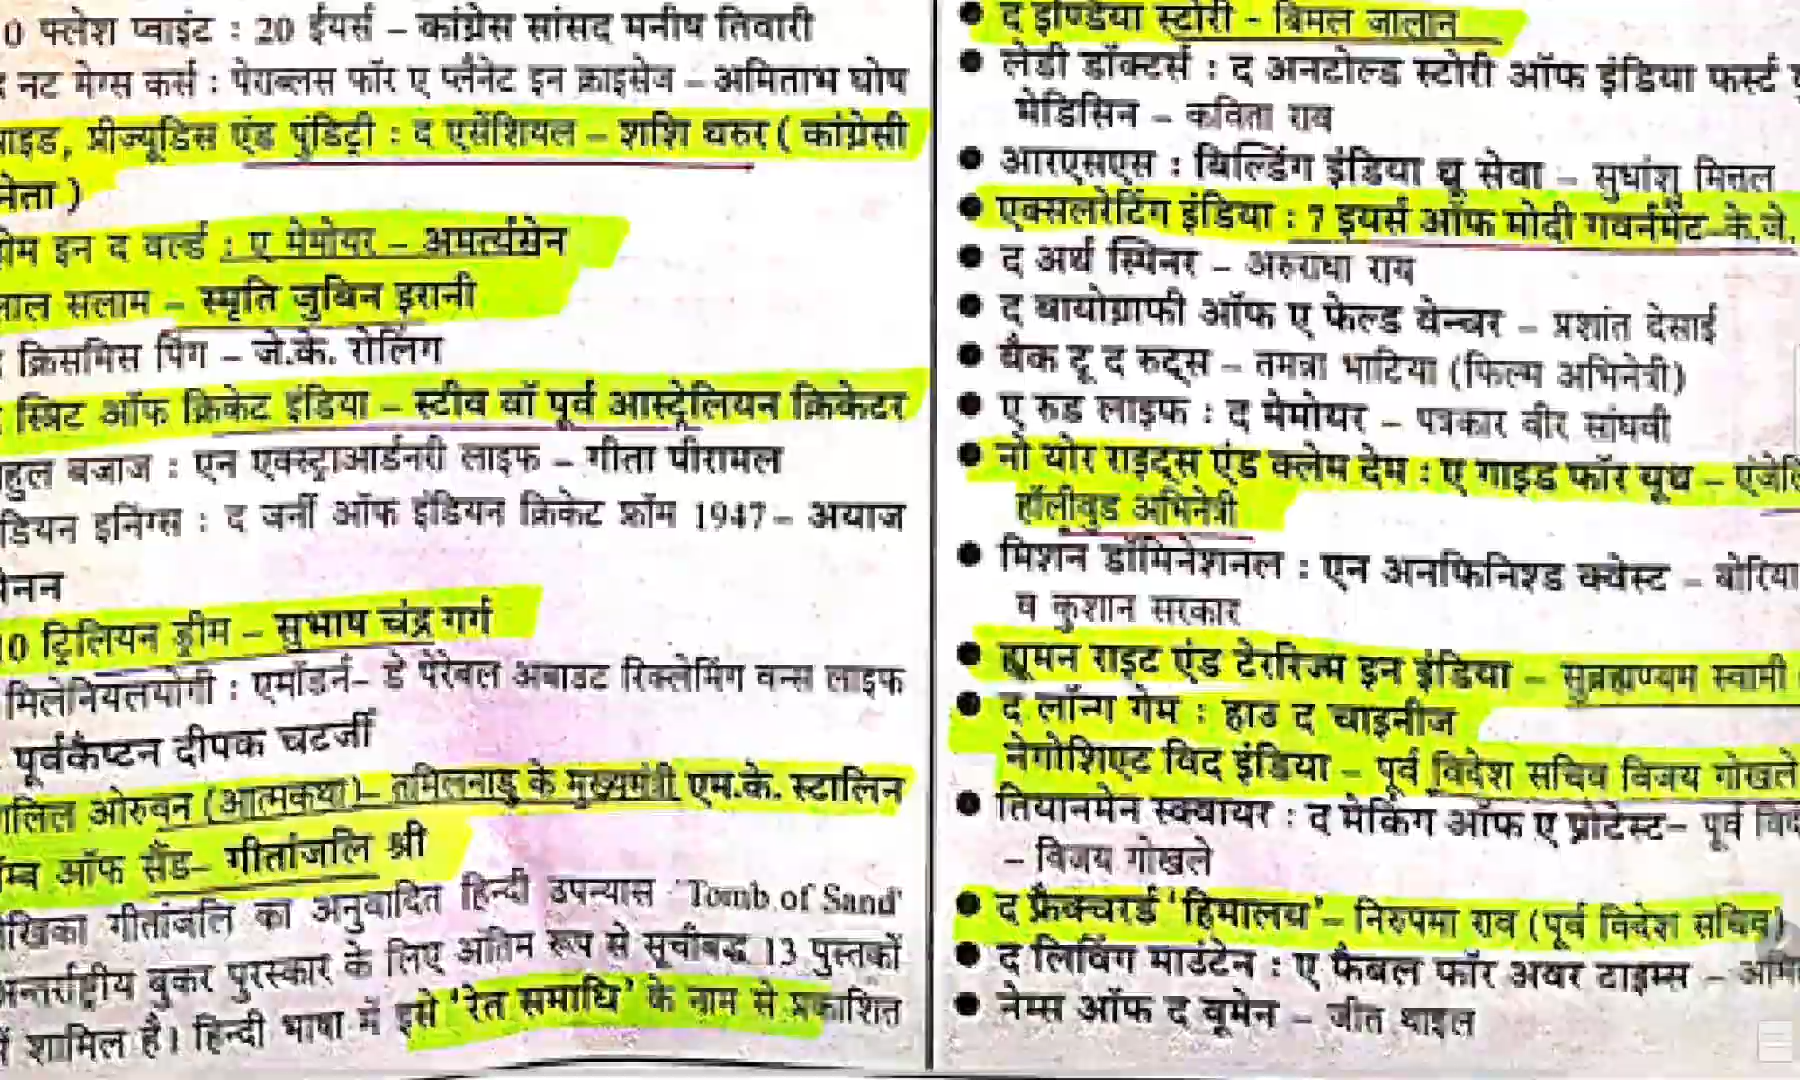 0 फ्लेश प्वाइंट : 20 ईयर्स – कांग्रेस सांसद मनीष तिवारी
नट मेग्स कर्स : पेराब्लस फॉर ए प्लैनेट इन क्राइसेज – अमिताभ घोष
ाइड, प्रीज्यूडिस एंड पुंडिट्री : द एसेंशियल – शशि थरुर ( कांग्रेसी
नेता )
ोम इन द वर्ल्ड : ए मेमोयर – अमर्त्यसेन
लाल सलाम – स्मृति जुबिन इरानी
क्रिसमिस पिग – जे.के. रोलिंग
स्प्रिट ऑफ क्रिकेट इंडिया – स्टीव वॉ पूर्व आस्ट्रेलियन क्रिकेटर
ाहुल बजाज : एन एक्स्ट्राआर्डनरी लाइफ – गीता पीरामल
ंडियन इनिंग्स : द जर्नी ऑफ इंडियन क्रिकेट फ्रॉम 1947 – अयाज
मेनन
10 ट्रिलियन ड्रीम – सुभाष चंद्र गर्ग
मिलेनियलयोगी : एमॉडर्न– डे पेरेबल अबाउट रिक्लेमिंग वन्स लाइफ
पूर्वकैप्टन दीपक चटर्जी
गलिल ओरुवन (आत्मकथा)– तमिलनाडु के मुख्यमंत्री एम.के. स्टालिन
ॉम्ब ऑफ सैंड– गीतांजलि श्री
ेखिका गीतांजलि का अनुवादित हिन्दी उपन्यास 'Tomb of Sand'
अन्तर्राष्ट्रीय बुकर पुरस्कार के लिए अंतिम रूप से सूचीबद्ध 13 पुस्तकों
में शामिल है। हिन्दी भाषा में इसे 'रेत समाधि' के नाम से प्रकाशित
● द इण्डिया स्टोरी – बिमल जालान
● लेडी डॉक्टर्स : द अनटोल्ड स्टोरी ऑफ इंडिया फर्स्ट
मेडिसिन – कविता राव
● आरएसएस : बिल्डिंग इंडिया थ्रू सेवा – सुधांशु मित्तल
● एक्सलरेटिंग इंडिया : 7 इयर्स ऑफ मोदी गवर्नमेंट–के.जे.
● द अर्थ स्पिनर – अरुराधा राय
● द बायोग्राफी ऑफ ए फेल्ड वेन्चर – प्रशांत देसाई
● बैक टू द रुट्स – तमन्ना भाटिया (फिल्म अभिनेत्री)
● ए रुड लाइफ : द मेमोयर – पत्रकार वीर सांघवी
● नो योर राइट्स एंड क्लेम देम : ए गाइड फॉर यूथ – एंजेलि
हॉलीवुड अभिनेत्री
● मिशन डॉमिनेशनल : एन अनफिनिश्ड क्वेस्ट – बोरिया
व कुशान सरकार
● ह्यूमन राइट एंड टेररिज्म इन इंडिया – सुब्रह्मण्यम स्वामी
● द लॉन्ग गेम : हाउ द चाइनीज
नेगोशिएट विद इंडिया – पूर्व विदेश सचिव विजय गोखले
● तियानमेन स्क्वायर : द मेकिंग ऑफ ए प्रोटेस्ट– पूर्व विद
– विजय गोखले
● द फ्रैक्चरर्ड 'हिमालय'– निरुपमा राव (पूर्व विदेश सचिव)
● द लिविंग माउंटेन : ए फैबल फॉर अवर टाइम्स – अमि
● नेम्स ऑफ द वूमेन – जीत थाइल